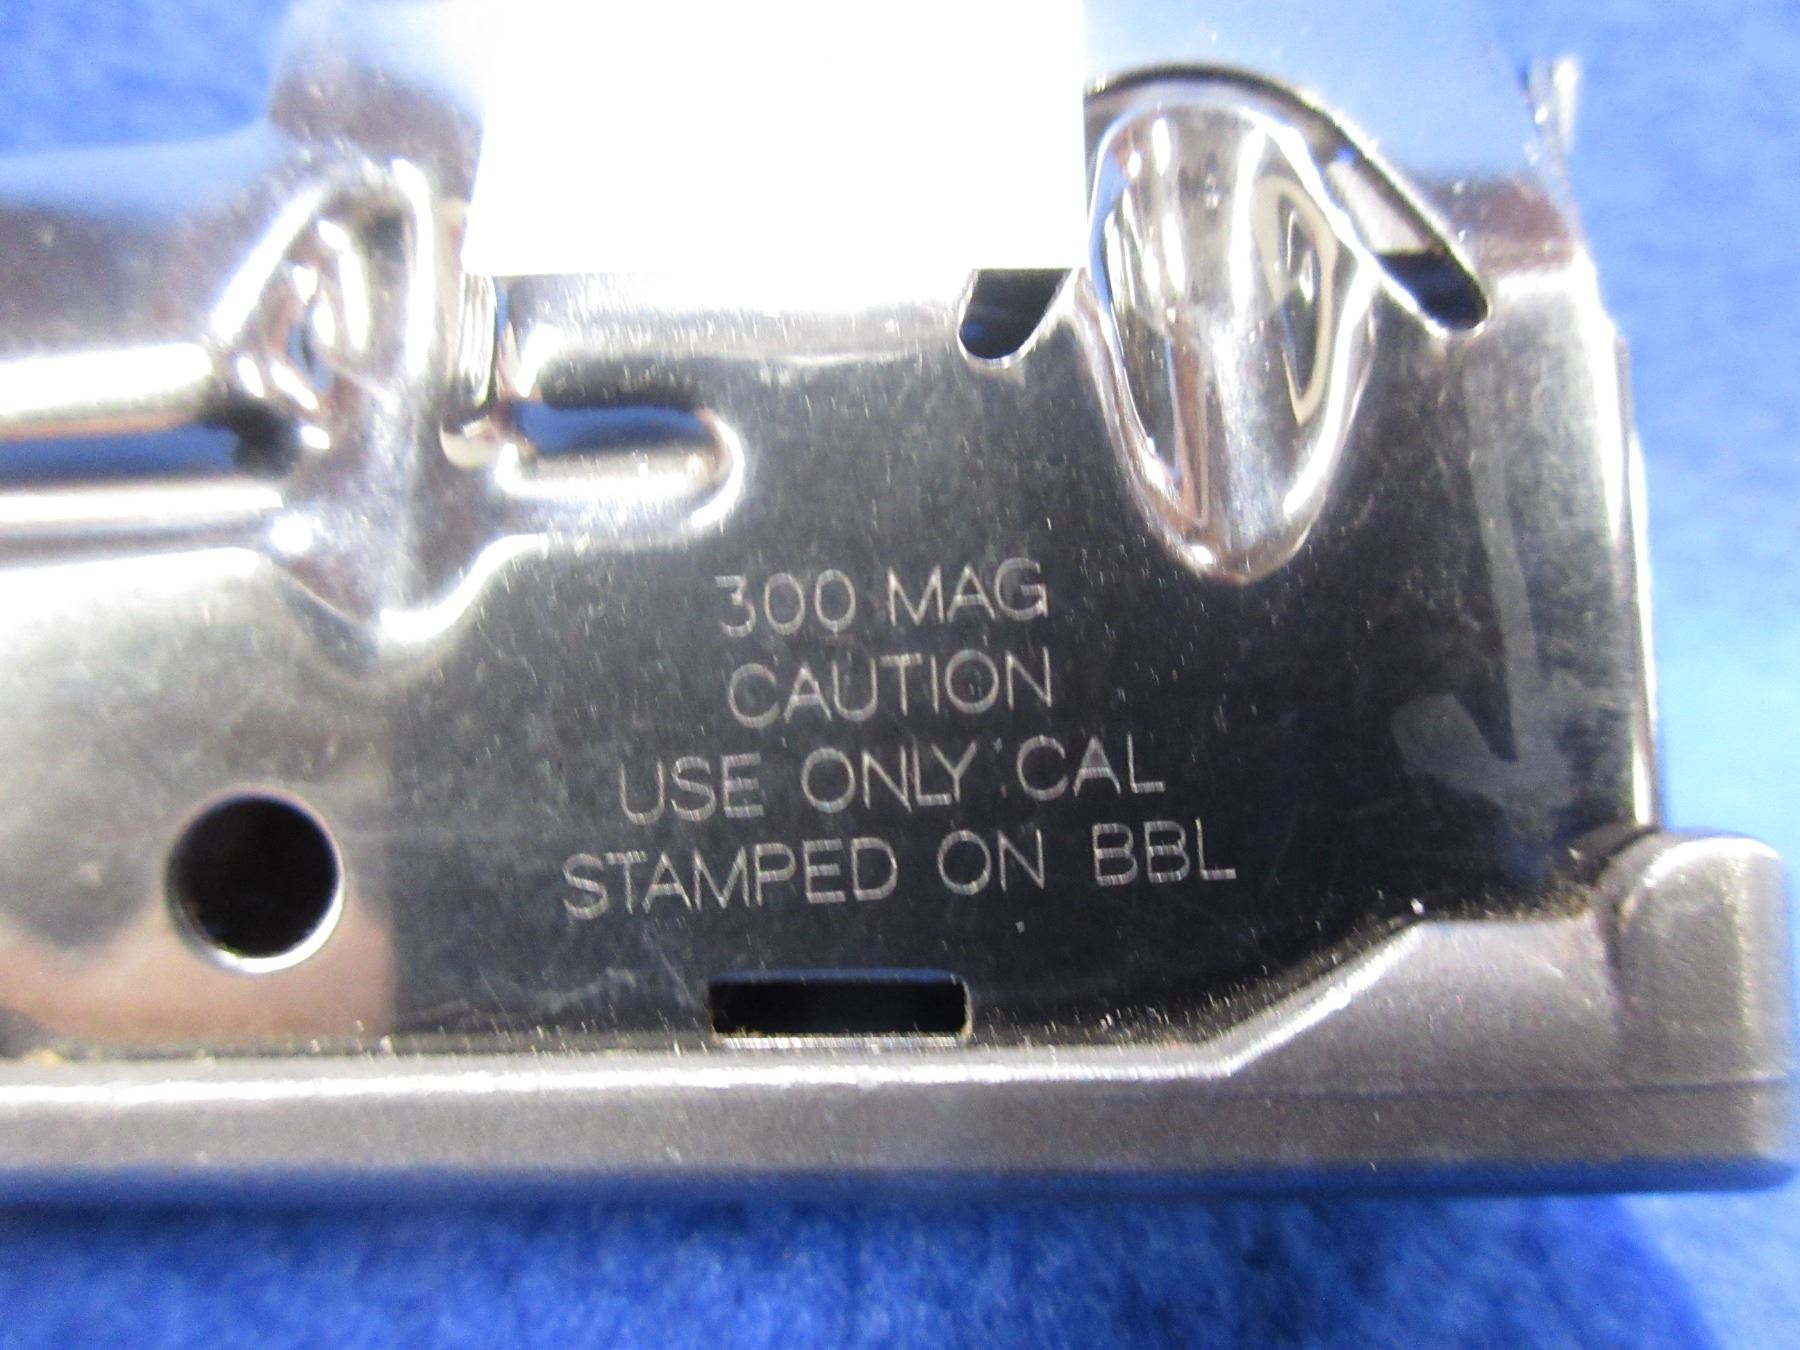 300 MAG
CAUTION
USE ONLY CAL
STAMPED ON BBL